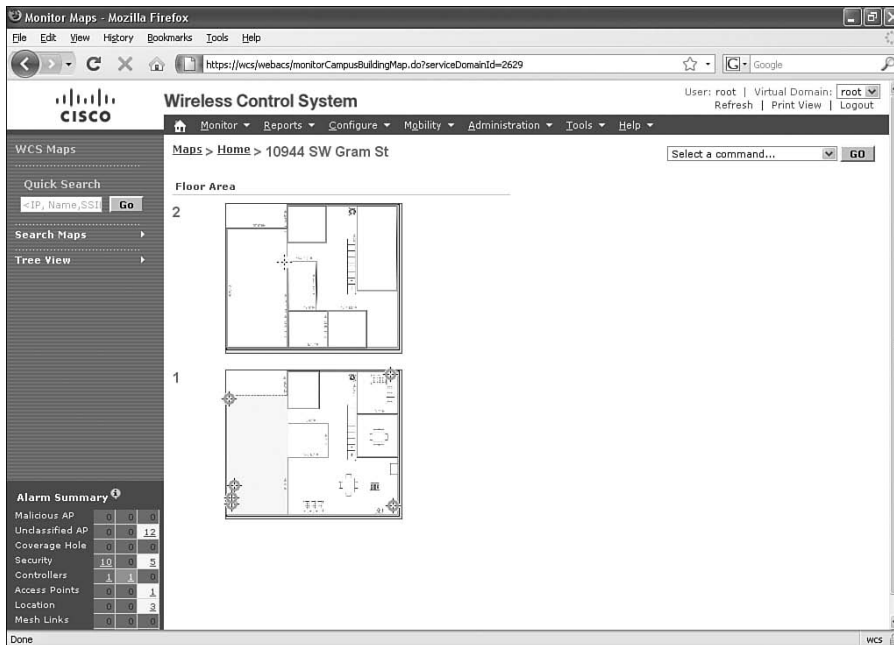 Monitor Maps - Mozilla Firefox
File Edit View History Bookmarks Tools Help
https://wcs/webacs/monitorCampusBuildingMap.do?serviceDomainId=2629
G Google
CISCO
Wireless Control System
User: root | Virtual Domain: root
Refresh | Print View | Logout
Monitor Reports Configure Mobility Administration Tools Help
WCS Maps
Maps > Home > 10944 SW Gram St
Select a command... GO
Quick Search
<IP, Name,SSI Go
Search Maps
Tree View
Floor Area
2
1
Alarm Summary
Malicious AP 0 0 0
Unclassified AP 0 0 12
Coverage Hole 0 0 0
Security 10 0 5
Controllers 1 1 0
Access Points 0 0 1
Location 0 0 3
Mesh Links 0 0 0
Done
wcs